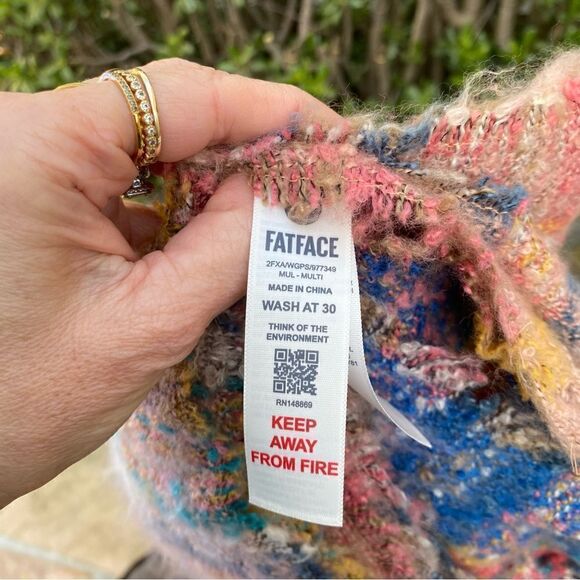 FATFACE
2FXA/WGPS/977349
MUL - MULTI
MADE IN CHINA
WASH AT 30
THINK OF THE
ENVIRONMENT
RN148869
KEEP
AWAY
FROM FIRE